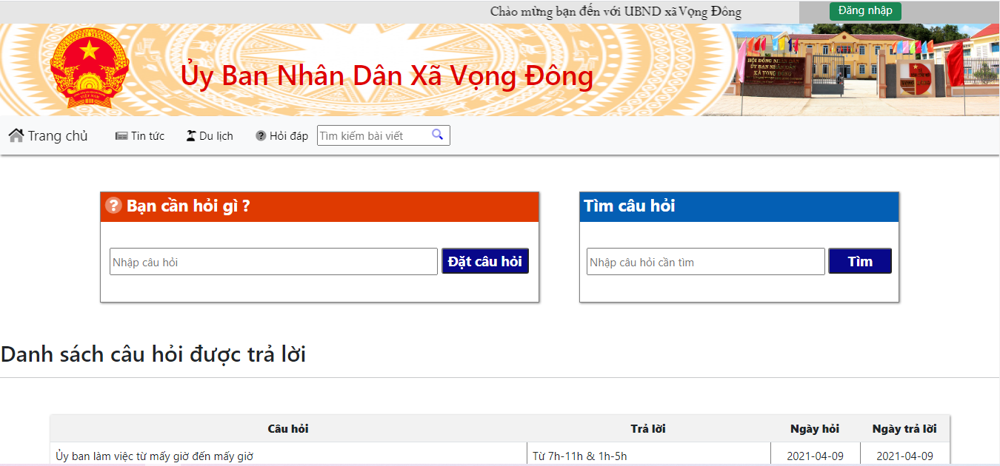 Chào mừng bạn đến với UBND xã Vọng Đông
Đăng nhập
Ủy Ban Nhân Dân Xã Vọng Đông
HỘI ĐỒNG NHÂN DÂN
ỦY BAN NHÂN DÂN
XÃ VỌNG ĐÔNG
VIỆT NAM
Trang chủ Tin tức Du lịch Hỏi đáp Tìm kiếm bài viết
Bạn cần hỏi gì ?
Nhập câu hỏi Đặt câu hỏi
Tìm câu hỏi
Nhập câu hỏi cần tìm Tìm
Danh sách câu hỏi được trả lời
Câu hỏi Trả lời Ngày hỏi Ngày trả lời
Ủy ban làm việc từ mấy giờ đến mấy giờ Từ 7h-11h & 1h-5h 2021-04-09 2021-04-09